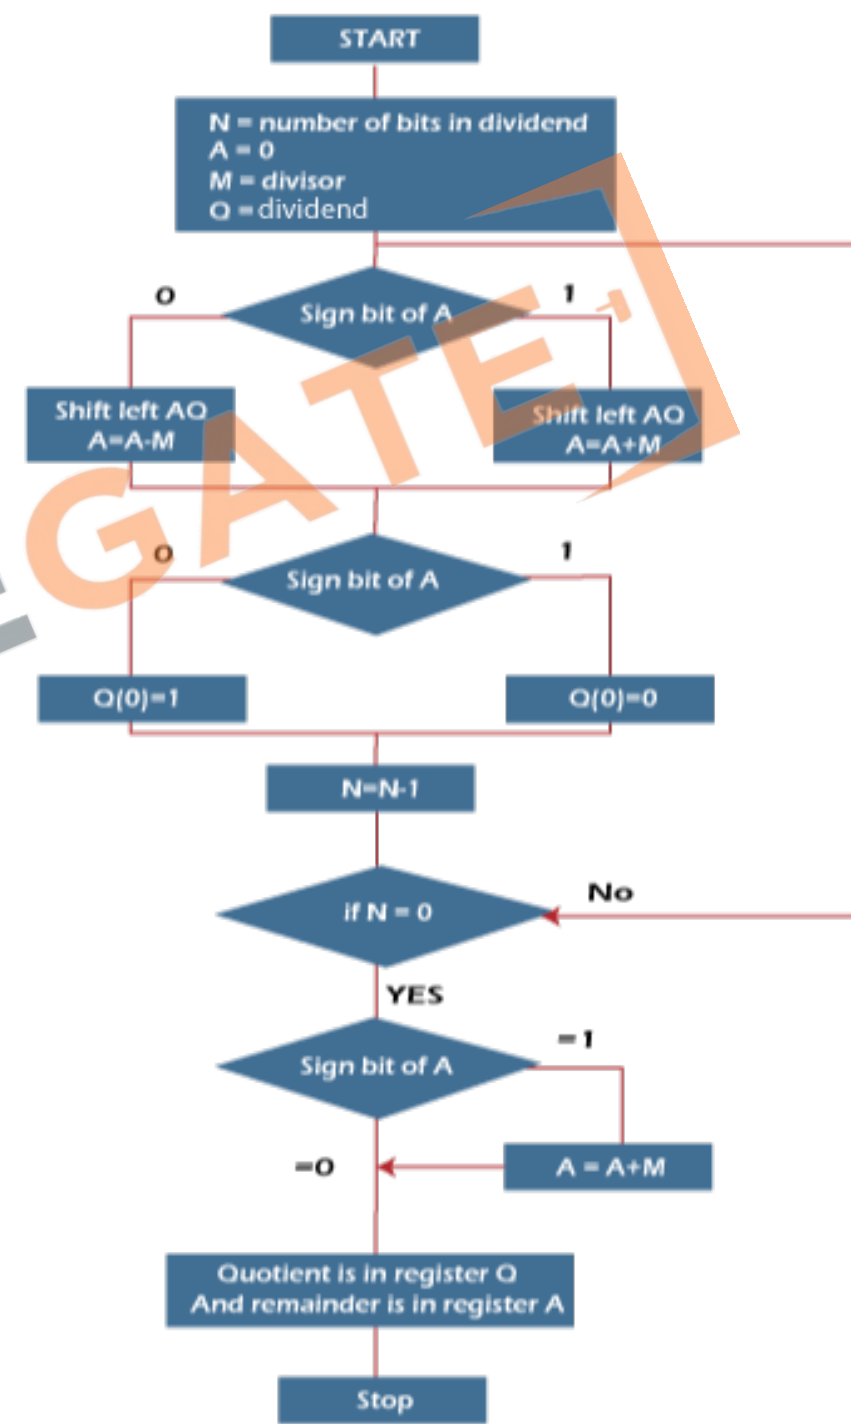 START
N = number of bits in dividend
A = 0
M = divisor
Q = dividend
Sign bit of A
0
1
Shift left AQ
A=A-M
Shift left AQ
A=A+M
GATE
Sign bit of A
0
1
Q(0)=1
Q(0)=0
N=N-1
if N = 0
No
YES
Sign bit of A
=1
=0
A = A+M
Quotient is in register Q
And remainder is in register A
Stop